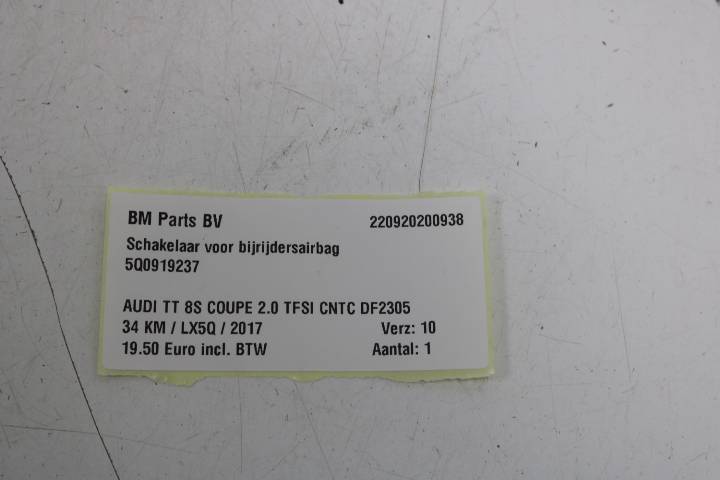 BM Parts BV 220920200938
Schakelaar voor bijrijdersairbag
5Q0919237
AUDI TT 8S COUPE 2.0 TFSI CNTC DF2305
34 KM / LX5Q / 2017 Verz: 10
19.50 Euro incl. BTW Aantal: 1